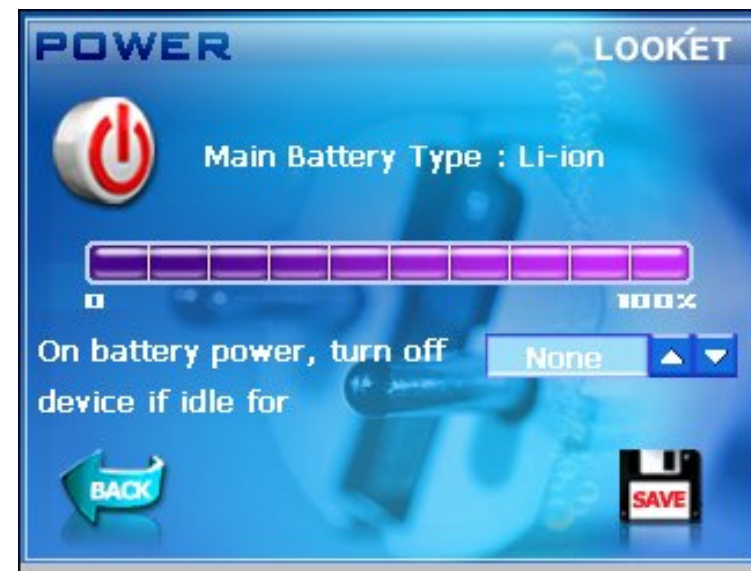 POWER
LOOKET
Main Battery Type : Li-ion
0
100%
On battery power, turn off
None
device if idle for
BACK
SAVE